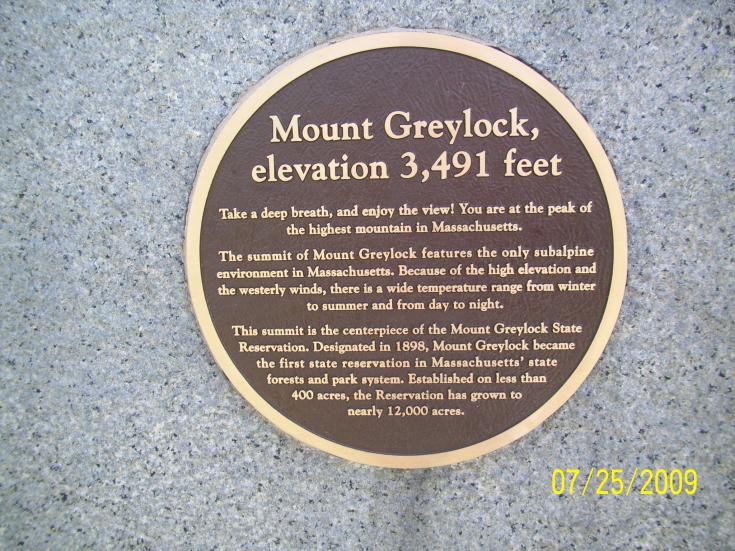 Mount Greylock,
elevation 3,491 feet
Take a deep breath, and enjoy the view! You are at the peak of
the highest mountain in Massachusetts.
The summit of Mount Greylock features the only subalpine
environment in Massachusetts. Because of the high elevation and
the westerly winds, there is a wide temperature range from winter
to summer and from day to night.
This summit is the centerpiece of the Mount Greylock State
Reservation. Designated in 1898, Mount Greylock became
the first state reservation in Massachusetts' state
forests and park system. Established on less than
400 acres, the Reservation has grown to
nearly 12,000 acres.
07/25/2009